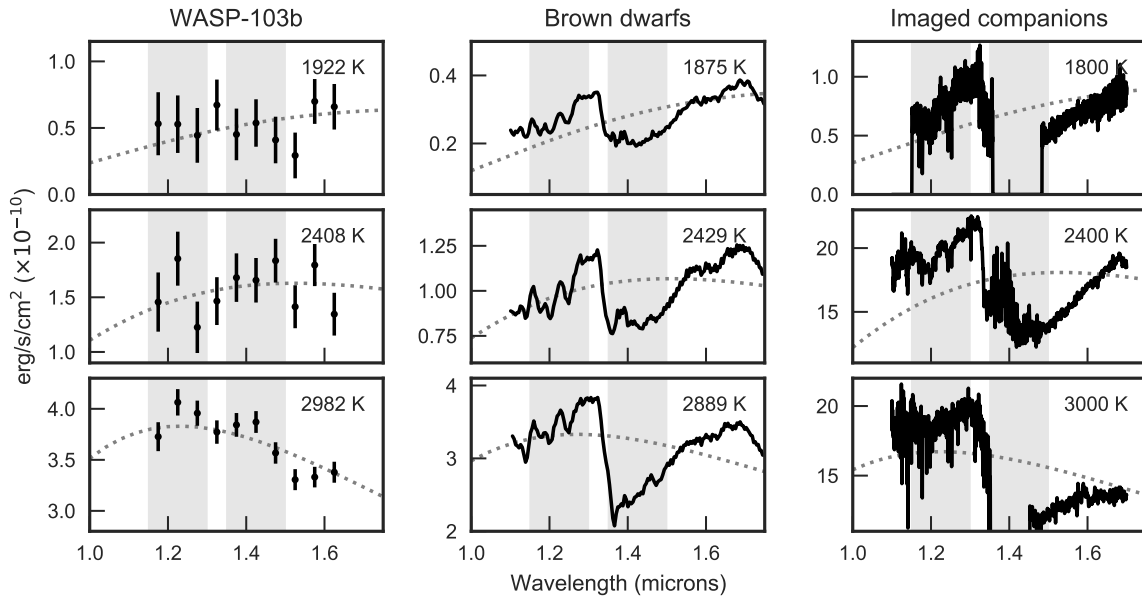 WASP-103b Brown dwarfs Imaged companions
1922 K 1875 K 1800 K
1.0 0.5 0.0
0.4 0.2
1.0 0.5 0.0
2408 K 2429 K 2400 K
2.0 1.5 1.0
1.25 1.00 0.75
20 15
2982 K 2889 K 3000 K
4.0 3.5 3.0
4 3 2
20 15
erg/s/cm² (×10⁻¹⁰)
1.0 1.2 1.4 1.6 1.0 1.2 1.4 1.6 1.0 1.2 1.4 1.6
Wavelength (microns)